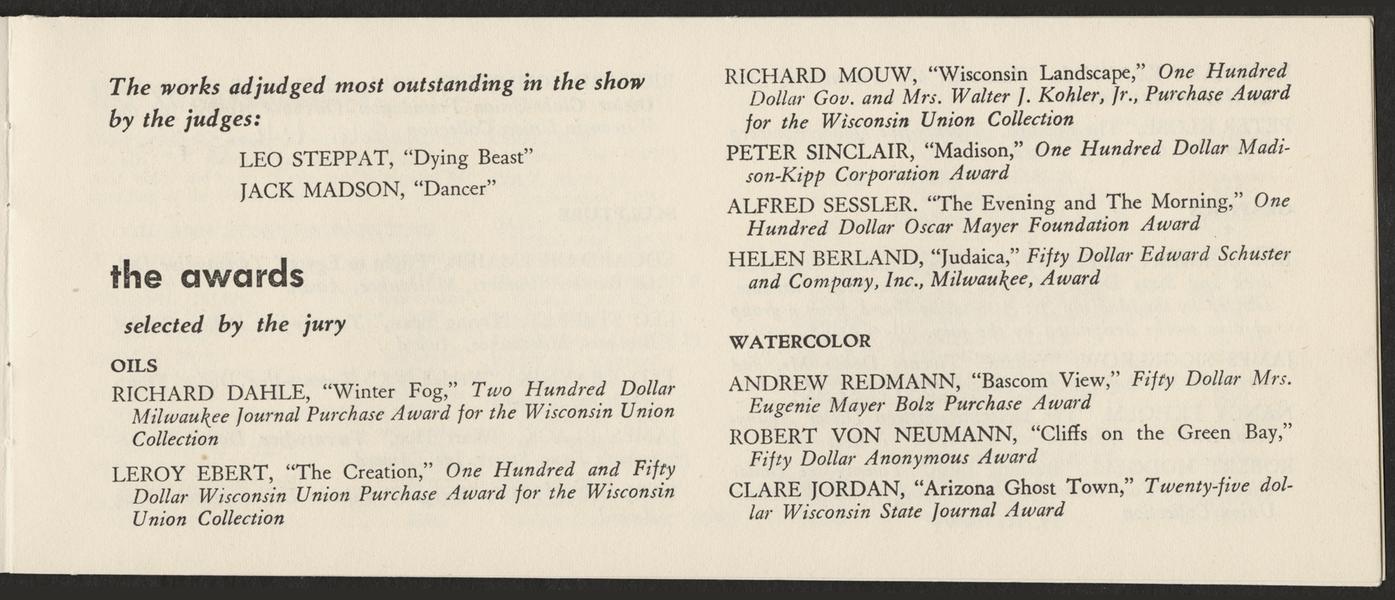 The works adjudged most outstanding in the show
by the judges:
LEO STEPPAT, “Dying Beast”
JACK MADSON, “Dancer”
the awards
selected by the jury
OILS
RICHARD DAHLE, “Winter Fog,” Two Hundred Dollar
Milwaukee Journal Purchase Award for the Wisconsin Union
Collection
LEROY EBERT, “The Creation,” One Hundred and Fifty
Dollar Wisconsin Union Purchase Award for the Wisconsin
Union Collection
RICHARD MOUW, “Wisconsin Landscape,” One Hundred
Dollar Gov. and Mrs. Walter J. Kohler, Jr., Purchase Award
for the Wisconsin Union Collection
PETER SINCLAIR, “Madison,” One Hundred Dollar Madi-
son-Kipp Corporation Award
ALFRED SESSLER. “The Evening and The Morning,” One
Hundred Dollar Oscar Mayer Foundation Award
HELEN BERLAND, “Judaica,” Fifty Dollar Edward Schuster
and Company, Inc., Milwaukee, Award
WATERCOLOR
ANDREW REDMANN, “Bascom View,” Fifty Dollar Mrs.
Eugenie Mayer Bolz Purchase Award
ROBERT VON NEUMANN, “Cliffs on the Green Bay,”
Fifty Dollar Anonymous Award
CLARE JORDAN, “Arizona Ghost Town,” Twenty-five dol-
lar Wisconsin State Journal Award